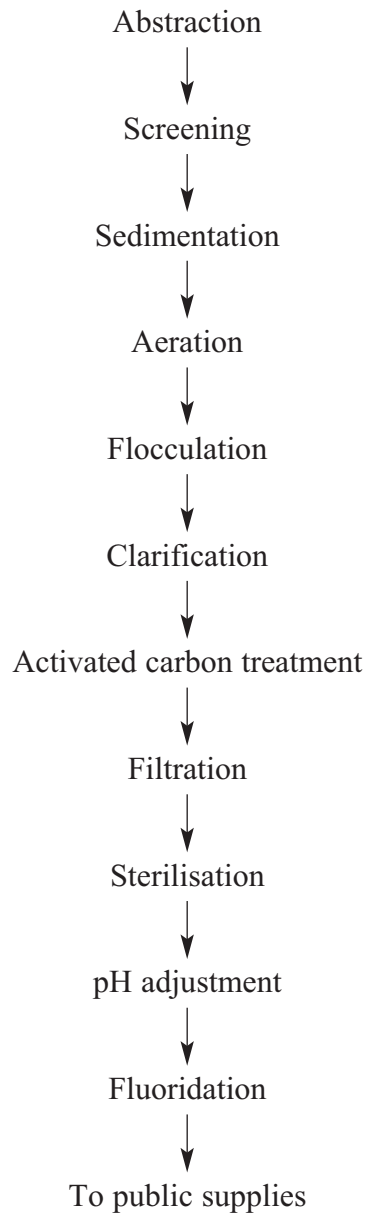 Abstraction
Screening
Sedimentation
Aeration
Flocculation
Clarification
Activated carbon treatment
Filtration
Sterilisation
pH adjustment
Fluoridation
To public supplies